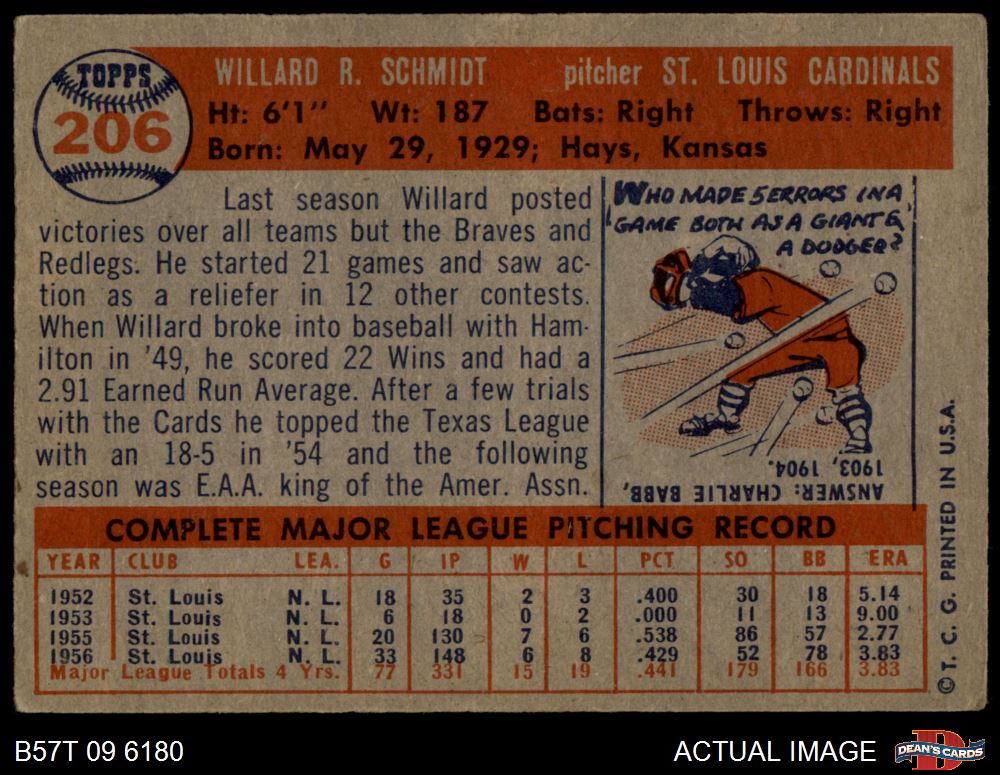 TOPPS
206
WILLARD R. SCHMIDT pitcher ST. LOUIS CARDINALS
Ht: 6'1" Wt: 187 Bats: Right Throws: Right
Born: May 29, 1929; Hays, Kansas
Last season Willard posted
victories over all teams but the Braves and
Redlegs. He started 21 games and saw ac-
tion as a reliefer in 12 other contests.
When Willard broke into baseball with Ham-
ilton in '49, he scored 22 Wins and had a
2.91 Earned Run Average. After a few trials
with the Cards he topped the Texas League
with an 18-5 in '54 and the following
season was E.A.A. king of the Amer. Assn.
WHO MADE 5 ERRORS IN A
GAME BOTH AS A GIANT &
A DODGER?
ANSWER: CHARLIE BABB,
1903, 1904.
COMPLETE MAJOR LEAGUE PITCHING RECORD
YEAR CLUB LEA. G IP W L PCT SO BB ERA
1952 St. Louis N. L. 18 35 2 3 .400 30 18 5.14
1953 St. Louis N. L. 6 18 0 2 .000 11 13 9.00
1955 St. Louis N. L. 20 130 7 6 .538 86 57 2.77
1956 St. Louis N. L. 33 148 6 8 .429 52 78 3.83
Major League Totals 4 Yrs. 77 331 15 19 .441 179 166 3.83
© T. C. G. PRINTED IN U.S.A.
B57T 09 6180
ACTUAL IMAGE
D
DEAN'S CARDS